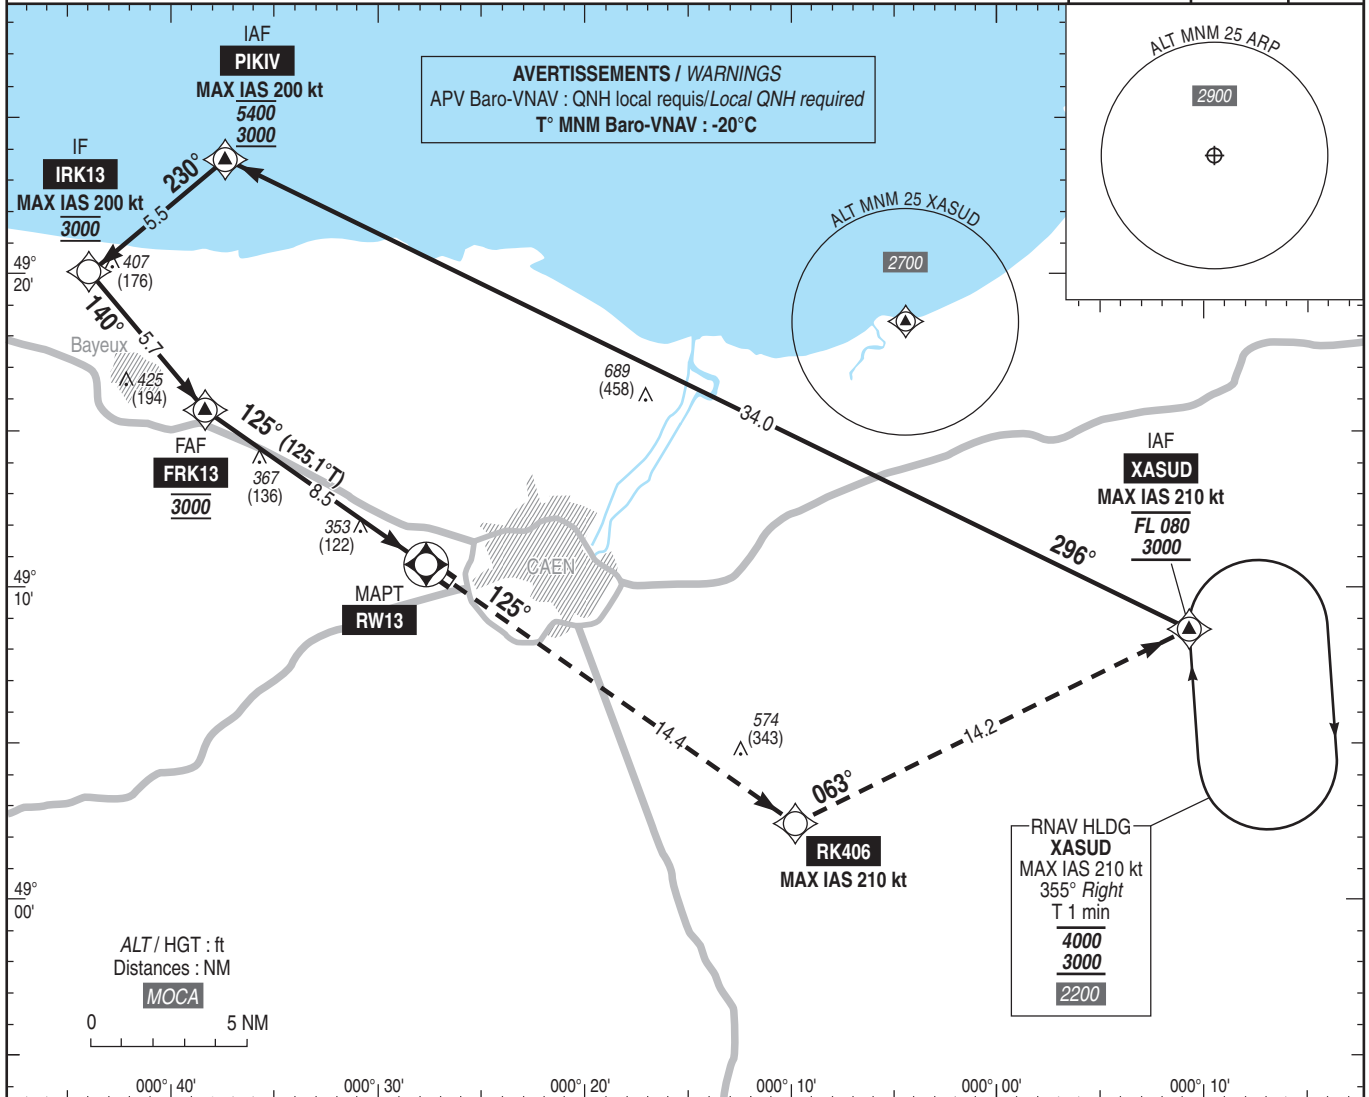 IAF
PIKIV
MAX IAS 200 kt
5400
3000
AVERTISSEMENTS / WARNINGS
APV Baro-VNAV : QNH local requis/Local QNH required
T° MNM Baro-VNAV : -20°C
ALT MNM 25 ARP
2900
IF
IRK13
MAX IAS 200 kt
3000
230°
5.5
ALT MNM 25 XASUD
2700
49°
20'
407
(176)
140°
5.7
Bayeux
425
(194)
689
(458)
34.0
FAF
FRK13
3000
125° (125.1°T)
8.5
367
(136)
353
(122)
IAF
XASUD
MAX IAS 210 kt
FL 080
3000
296°
49°
10'
MAPT
RW13
CAEN
125°
14.4
574
(343)
14.2
063°
RK406
MAX IAS 210 kt
RNAV HLDG
XASUD
MAX IAS 210 kt
355° Right
T 1 min
4000
3000
2200
49°
00'
ALT / HGT : ft
Distances : NM
MOCA
0 5 NM
000° 40' 000° 30' 000° 20' 000° 10' 000° 00' 000° 10'